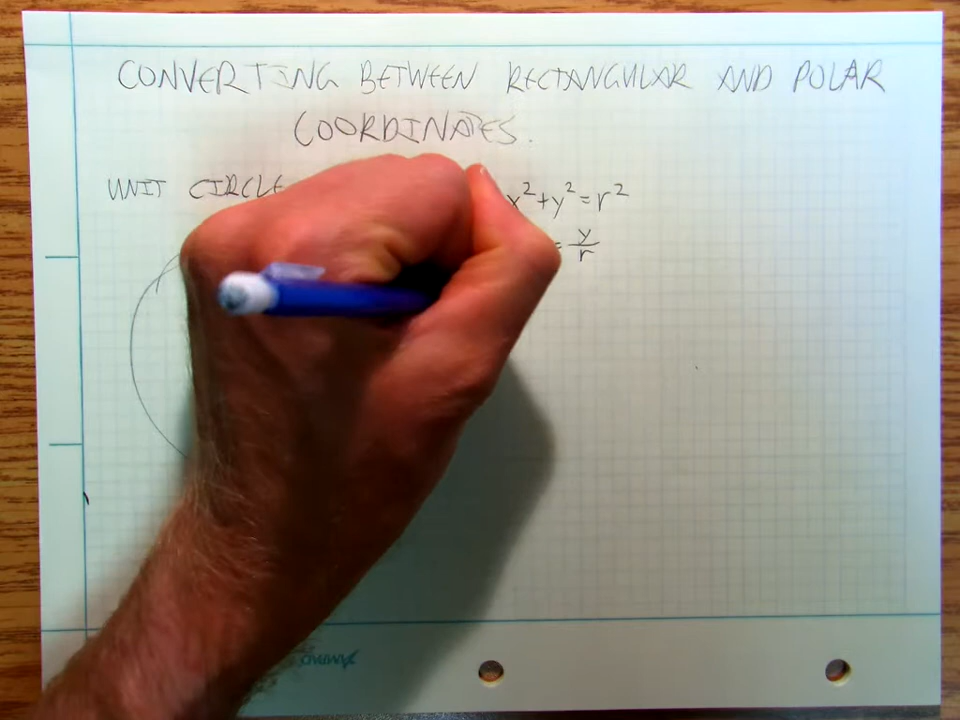 CONVERTING BETWEEN RECTANGULAR AND POLAR
COORDINATES.
UNIT CIRCLE
x²+y²=r²
= y/r